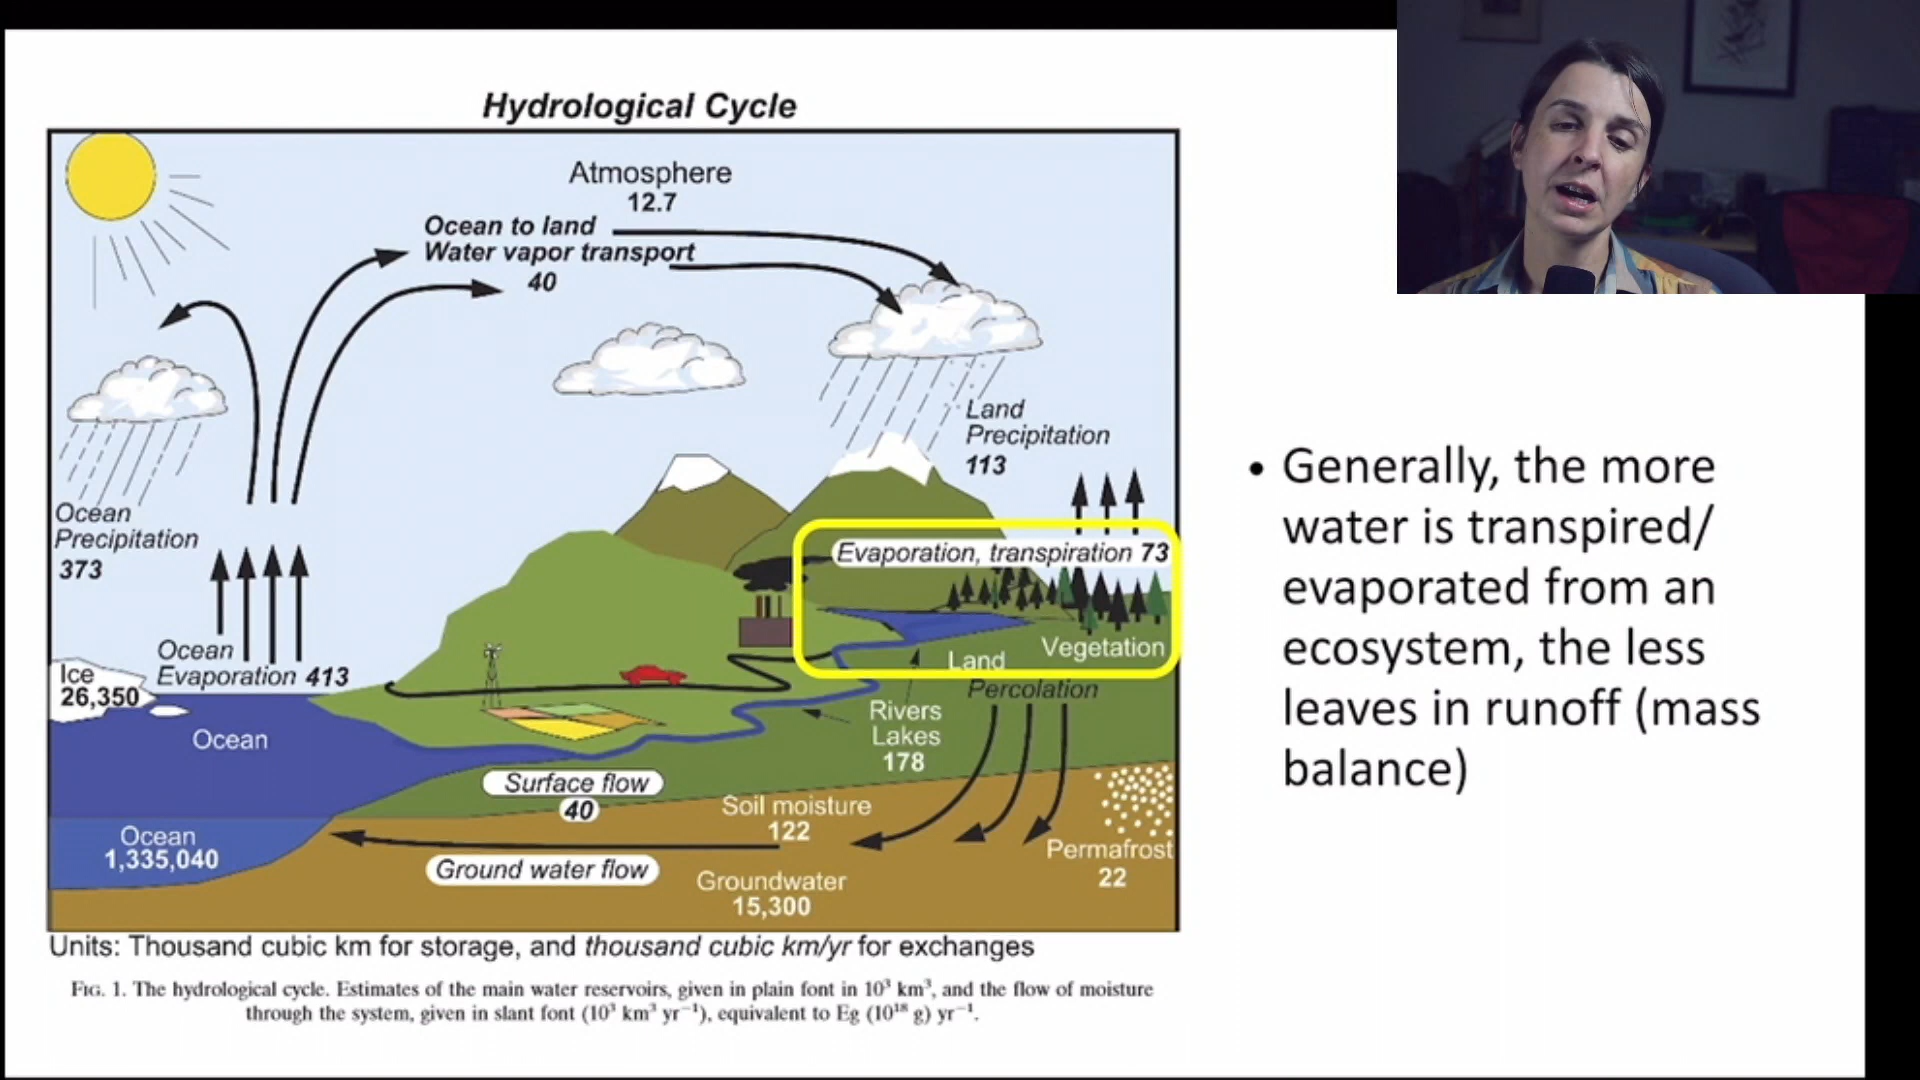 Hydrological Cycle
Atmosphere
12.7
Ocean to land
Water vapor transport
40
Land
Precipitation
113
Ocean
Precipitation
373
Evaporation, transpiration 73
Ocean
Evaporation 413
Ice
26,350
Vegetation
Land
Percolation
Ocean
Rivers
Lakes
178
Surface flow
40
Soil moisture
122
Ocean
1,335,040
Ground water flow
Permafrost
22
Groundwater
15,300
Units: Thousand cubic km for storage, and thousand cubic km/yr for exchanges
FIG. 1. The hydrological cycle. Estimates of the main water reservoirs, given in plain font in 10³ km³, and the flow of moisture
through the system, given in slant font (10³ km³ yr⁻¹), equivalent to Eg (10¹⁸ g) yr⁻¹.
• Generally, the more
water is transpired/
evaporated from an
ecosystem, the less
leaves in runoff (mass
balance)